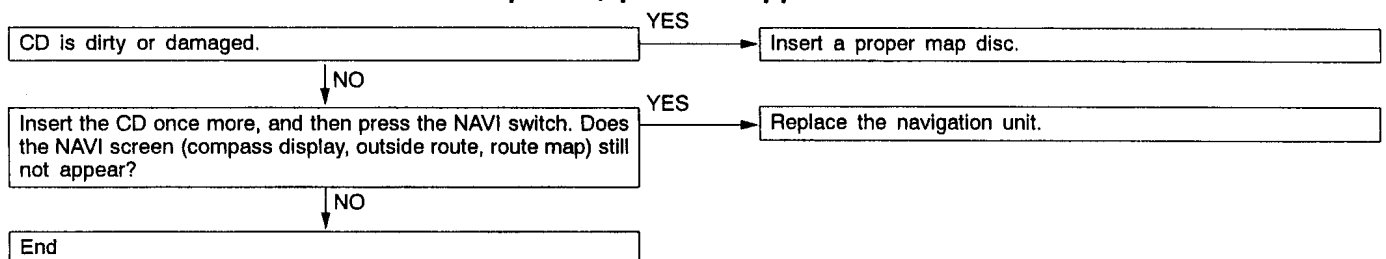 YES
CD is dirty or damaged.
Insert a proper map disc.
NO
YES
Insert the CD once more, and then press the NAVI switch. Does
the NAVI screen (compass display, outside route, route map) still
not appear?
Replace the navigation unit.
NO
End